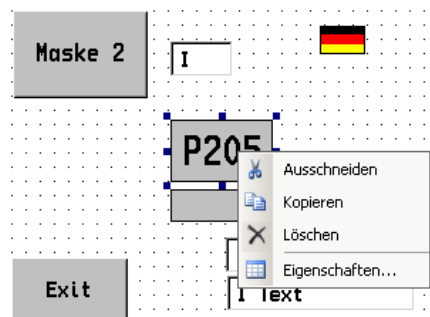 Maske 2
I
P205
Ausschneiden
Kopieren
Löschen
Eigenschaften...
Exit
I Text